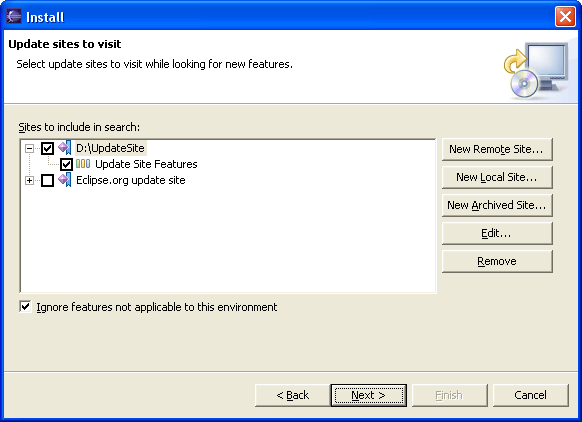 Install
Update sites to visit
Select update sites to visit while looking for new features.
Sites to include in search:
D:\UpdateSite
Update Site Features
Eclipse.org update site
New Remote Site...
New Local Site...
New Archived Site...
Edit...
Remove
Ignore features not applicable to this environment
< Back
Next >
Finish
Cancel